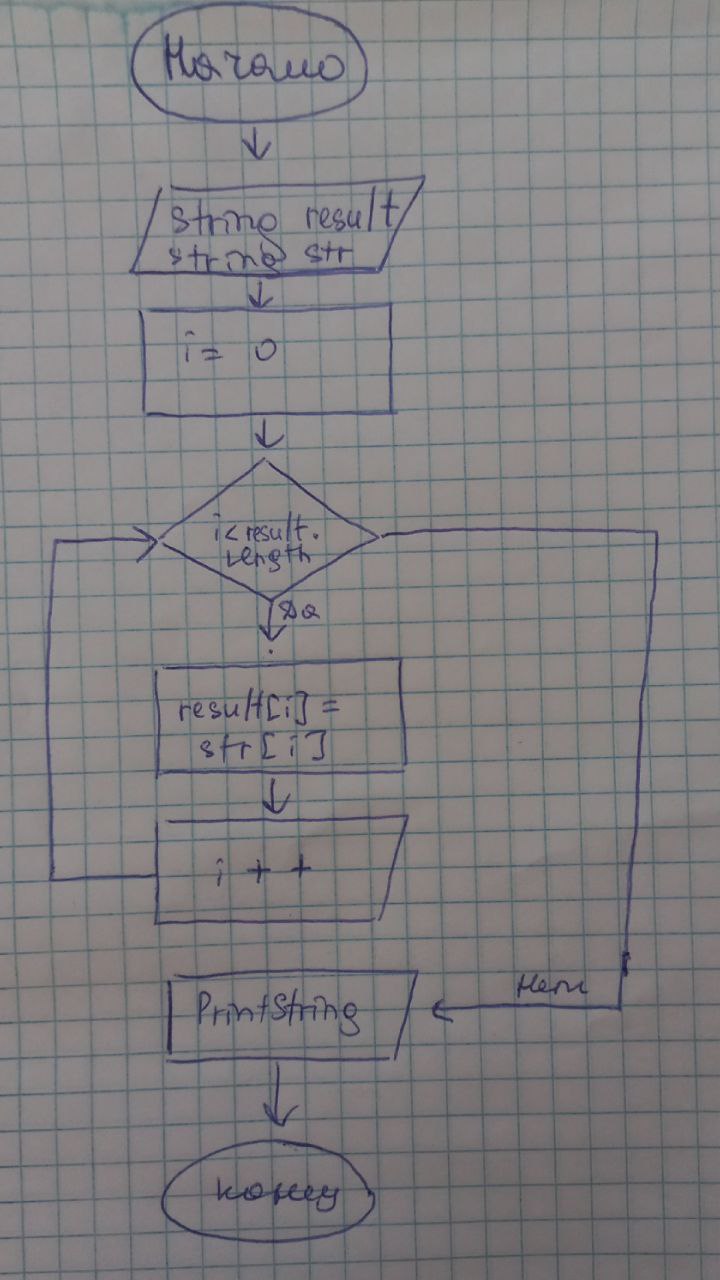 Начало
string result
string str
i = 0
i < result.
Length
Да
result[i] =
str[i]
i + +
Нет
PrintString
конец